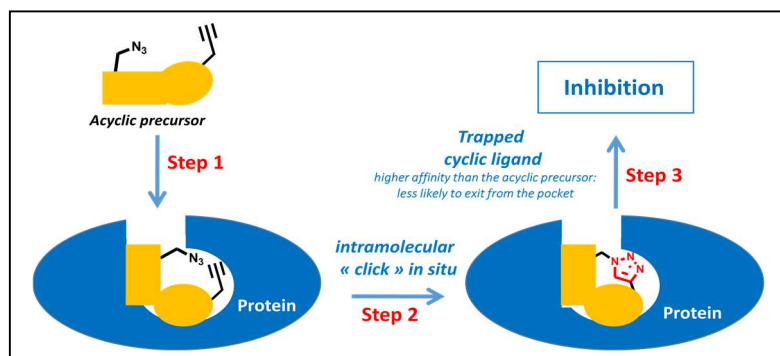 N₃
Acyclic precursor
Step 1
N₃
Protein
intramolecular
« click » in situ
Step 2
Trapped
cyclic ligand
higher affinity than the acyclic precursor:
less likely to exit from the pocket
N
N
N
Protein
Step 3
Inhibition